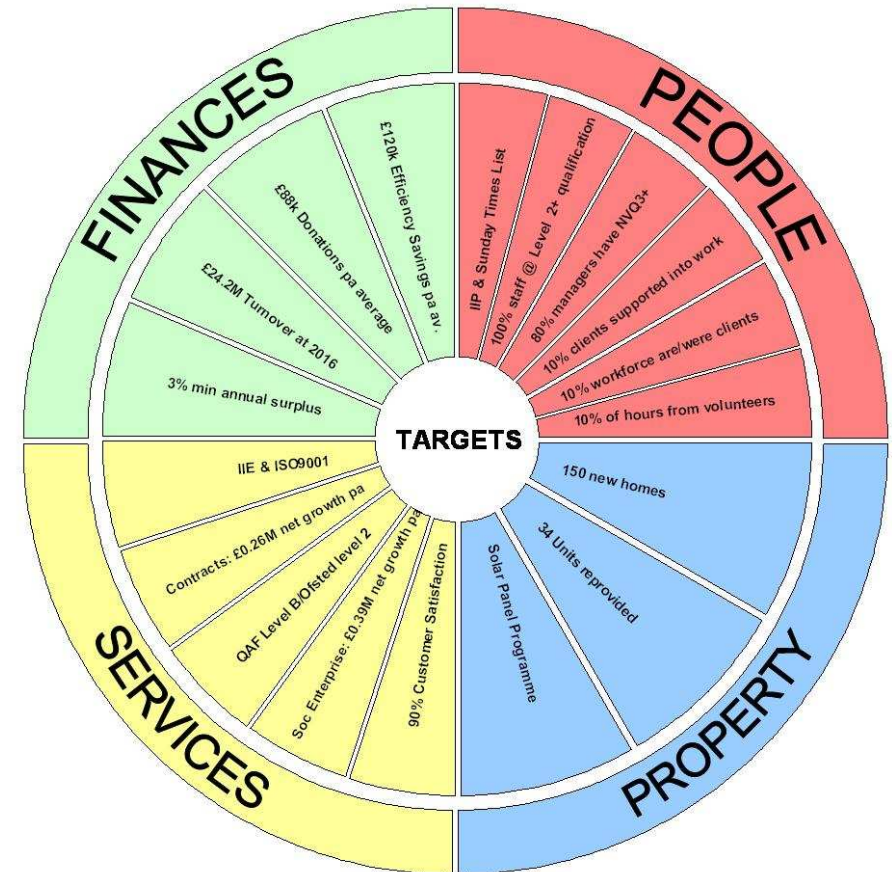 FINANCES
£120k Efficiency Savings pa av.
£88k Donations pa average
£24.2M Turnover at 2016
3% min annual surplus
PEOPLE
IIP & Sunday Times List
100% staff @ Level 2+ qualification
80% managers have NVQ3+
10% clients supported into work
10% workforce are/were clients
10% of hours from volunteers
TARGETS
SERVICES
IIE & ISO9001
Contracts: £0.26M net growth pa
QAF Level B/Ofsted level 2
Soc Enterprise: £0.39M net growth pa
90% Customer Satisfaction
PROPERTY
150 new homes
34 Units reprovided
Solar Panel Programme